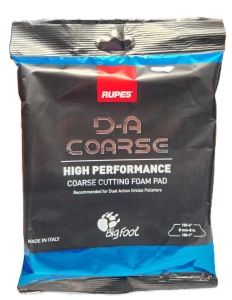 RUPES
D-A
COARSE
HIGH PERFORMANCE
COARSE CUTTING FOAM PAD
Recommended for Dual Action Orbital Polishers
BigFoot
MADE IN ITALY